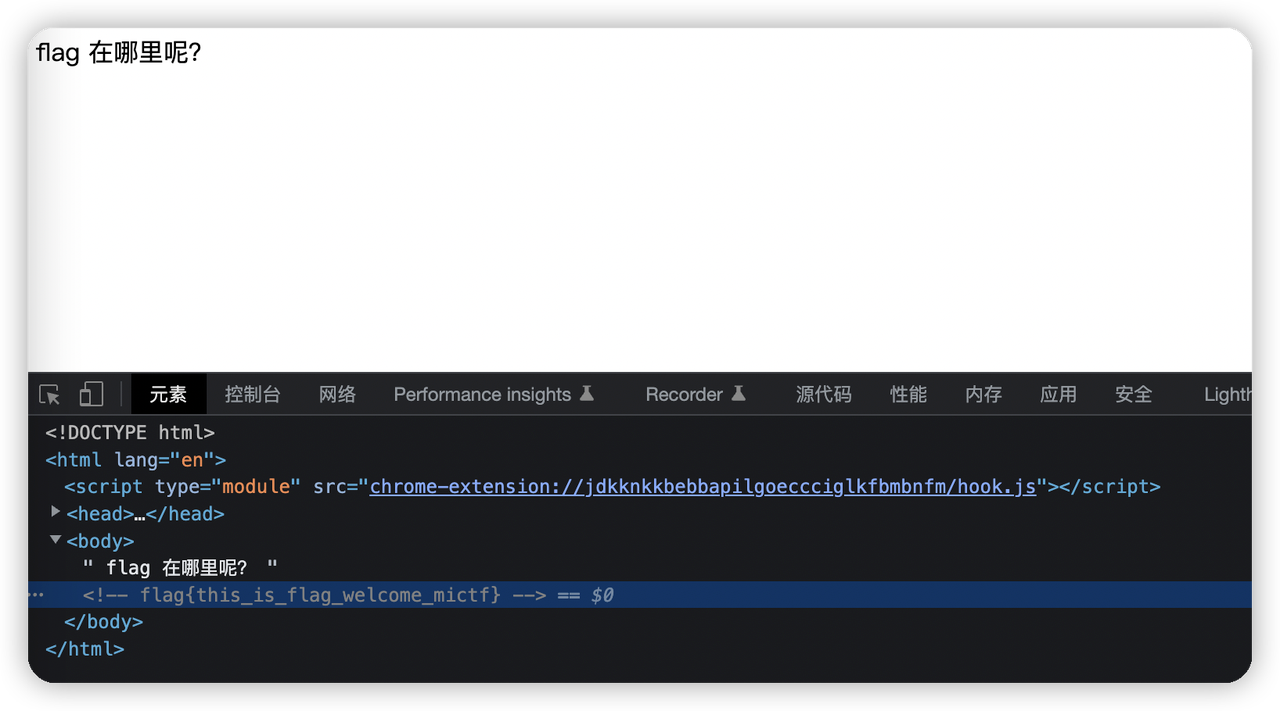 flag 在哪里呢?
元素 控制台 网络 Performance insights Recorder 源代码 性能 内存 应用 安全 Lighth
<!DOCTYPE html>
<html lang="en">
<script type="module" src="chrome-extension://jdkknkkbebbapilgoeccciglkfbmbnfm/hook.js"></script>
<head>…</head>
<body>
" flag 在哪里呢? "
<!-- flag{this_is_flag_welcome_mictf} --> == $0
</body>
</html>